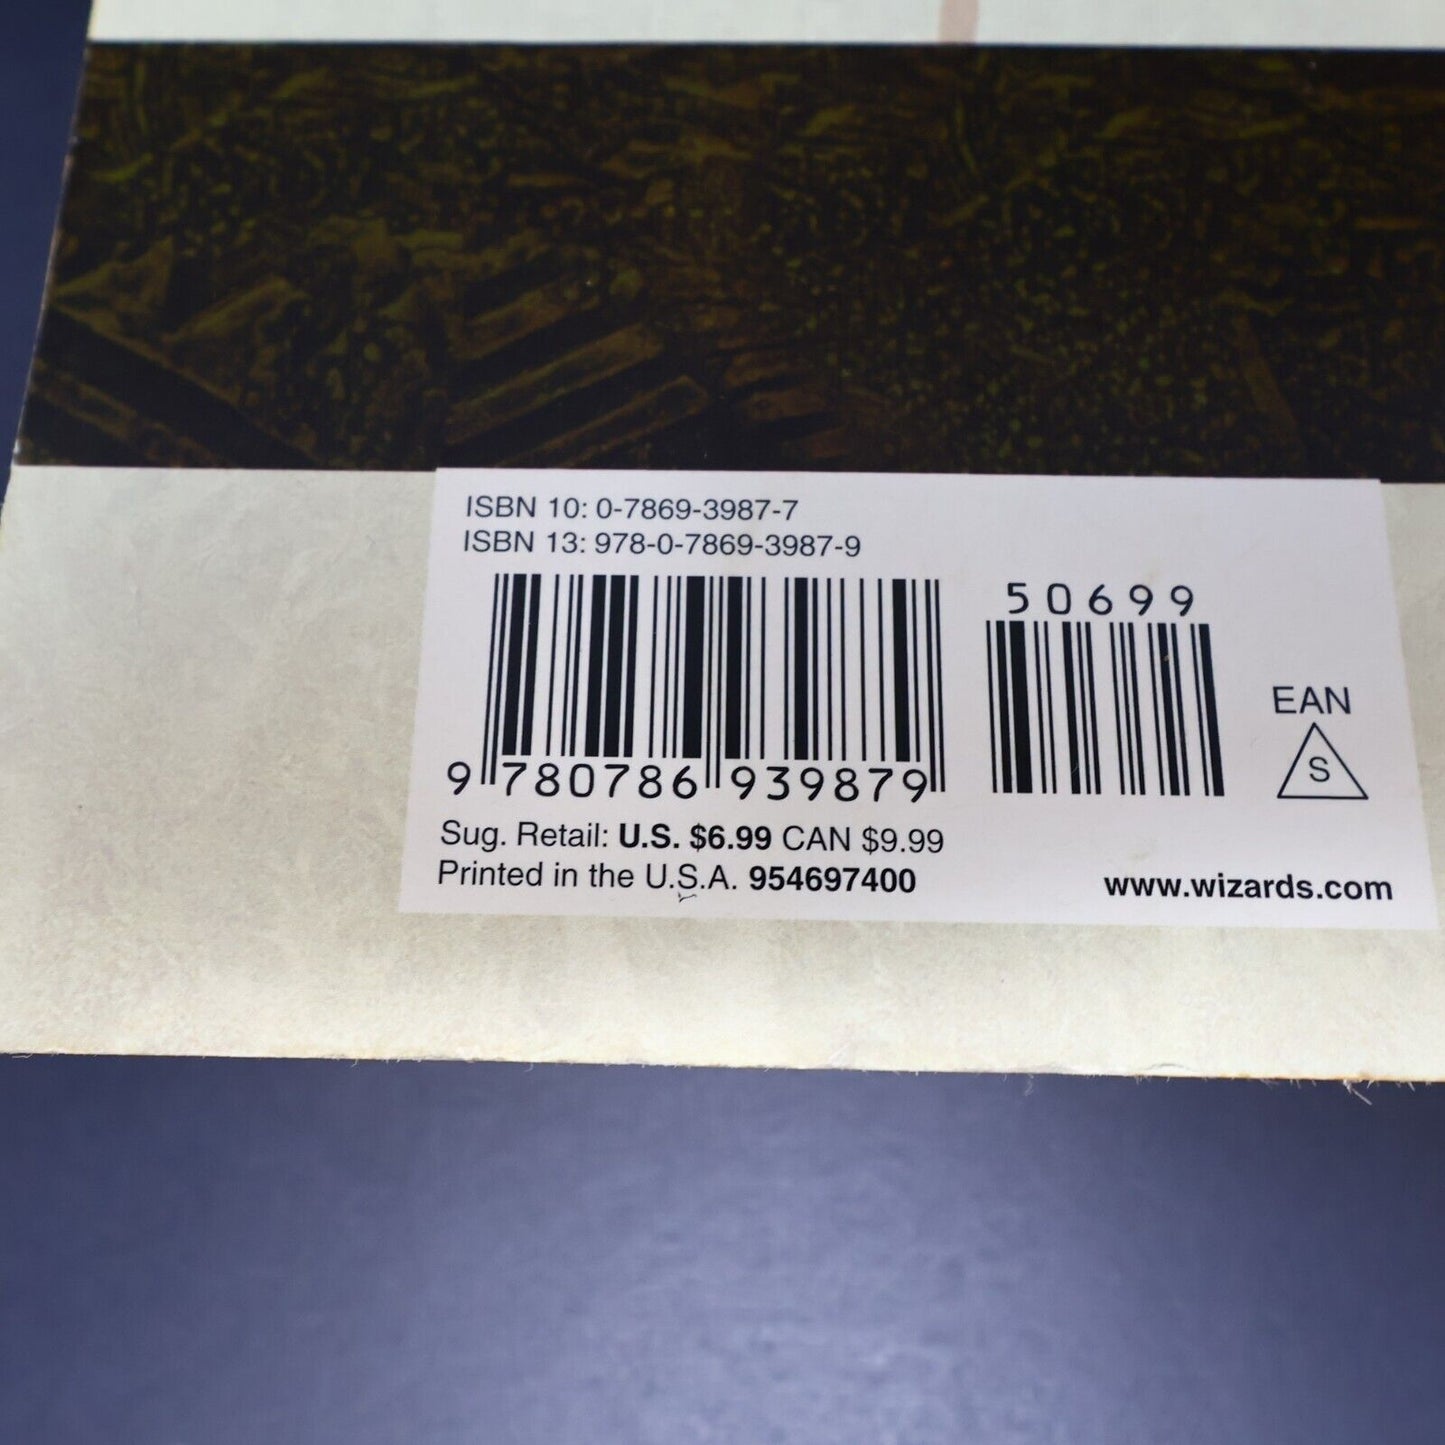 ISBN 10: 0-7869-3987-7
ISBN 13: 978-0-7869-3987-9
50699
9 780786 939879
EAN
S
Sug. Retail: U.S. $6.99 CAN $9.99
Printed in the U.S.A. 954697400
www.wizards.com